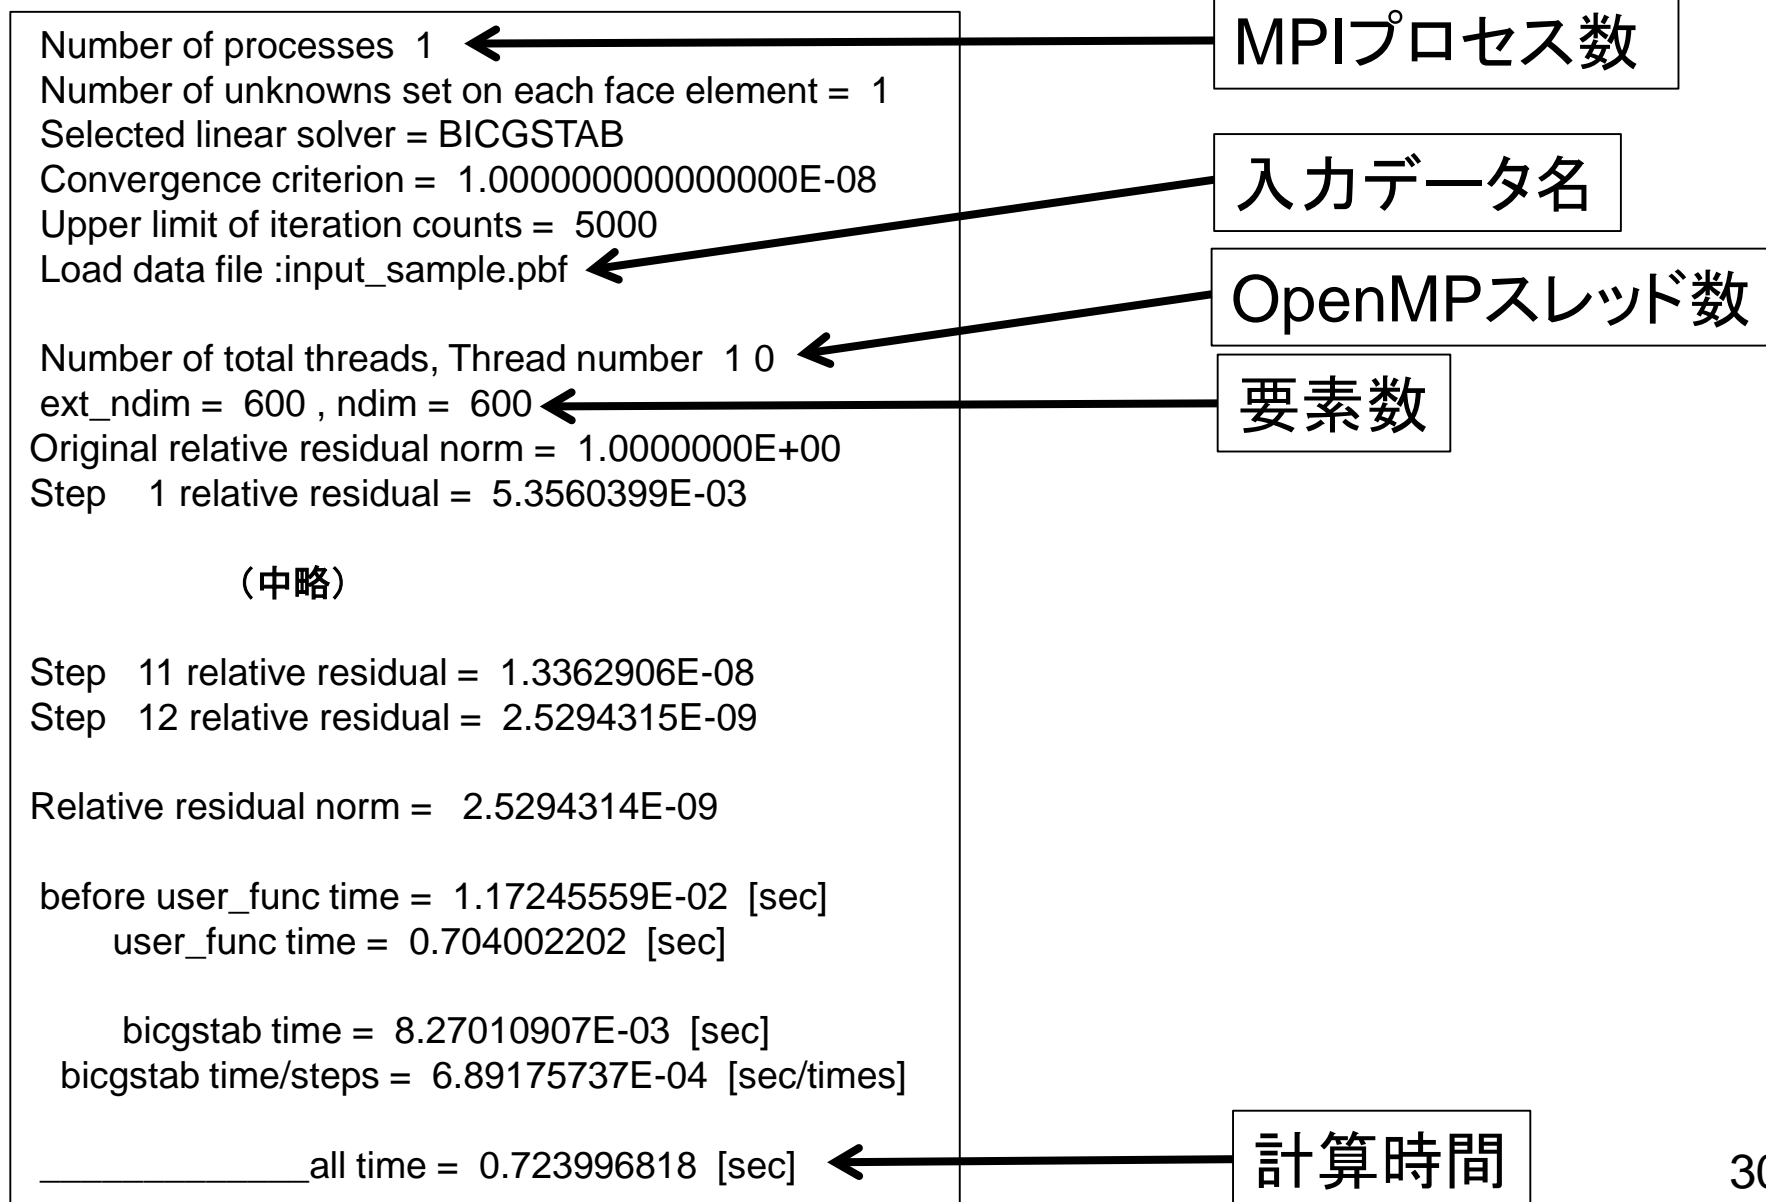 Number of processes 1
MPIプロセス数
Number of unknowns set on each face element = 1
Selected linear solver = BICGSTAB
Convergence criterion = 1.000000000000000E-08
Upper limit of iteration counts = 5000
Load data file :input_sample.pbf
入力データ名
Number of total threads, Thread number 1 0
OpenMPスレッド数
ext_ndim = 600 , ndim = 600
要素数
Original relative residual norm = 1.0000000E+00
Step 1 relative residual = 5.3560399E-03
（中略）
Step 11 relative residual = 1.3362906E-08
Step 12 relative residual = 2.5294315E-09
Relative residual norm = 2.5294314E-09
before user_func time = 1.17245559E-02 [sec]
user_func time = 0.704002202 [sec]
bicgstab time = 8.27010907E-03 [sec]
bicgstab time/steps = 6.89175737E-04 [sec/times]
_____________all time = 0.723996818 [sec]
計算時間
30